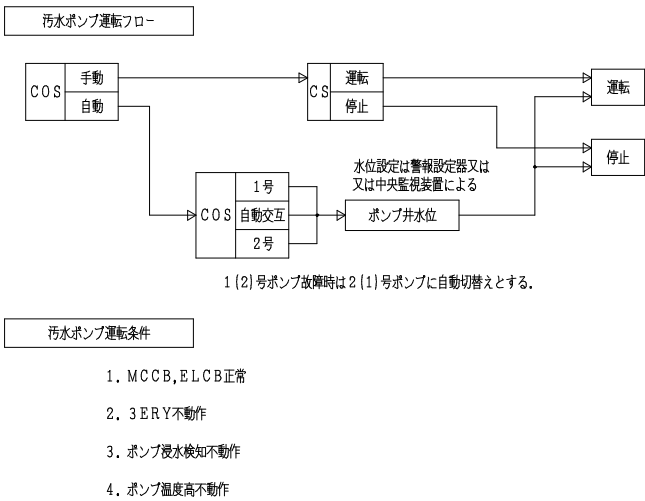 汚水ポンプ運転フロー
COS
手動
自動
CS
運転
停止
運転
停止
水位設定は警報設定器又は
又は中央監視装置による
COS
1号
自動交互
2号
ポンプ井水位
1(2)号ポンプ故障時は2(1)号ポンプに自動切替えとする.
汚水ポンプ運転条件
1. MCCB,ELCB正常
2. 3ERY不動作
3. ポンプ浸水検知不動作
4. ポンプ温度高不動作